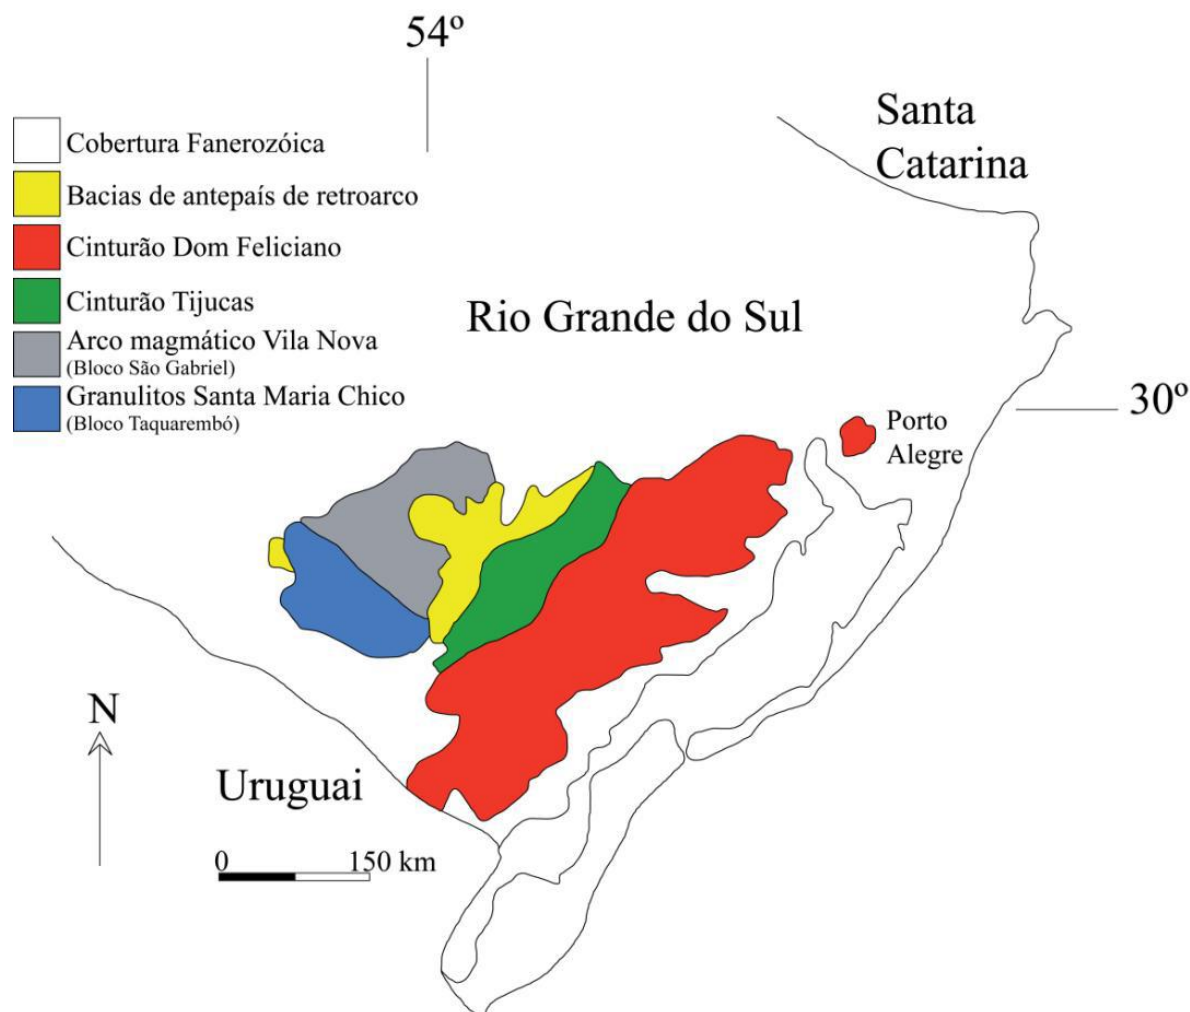 54º
Santa
Catarina
Cobertura Fanerozóica
Bacias de antepaís de retroarco
Cinturão Dom Feliciano
Cinturão Tijucas
Arco magmático Vila Nova
(Bloco São Gabriel)
Granulitos Santa Maria Chico
(Bloco Taquarembó)
Rio Grande do Sul
30º
Porto
Alegre
N
Uruguai
0 150 km